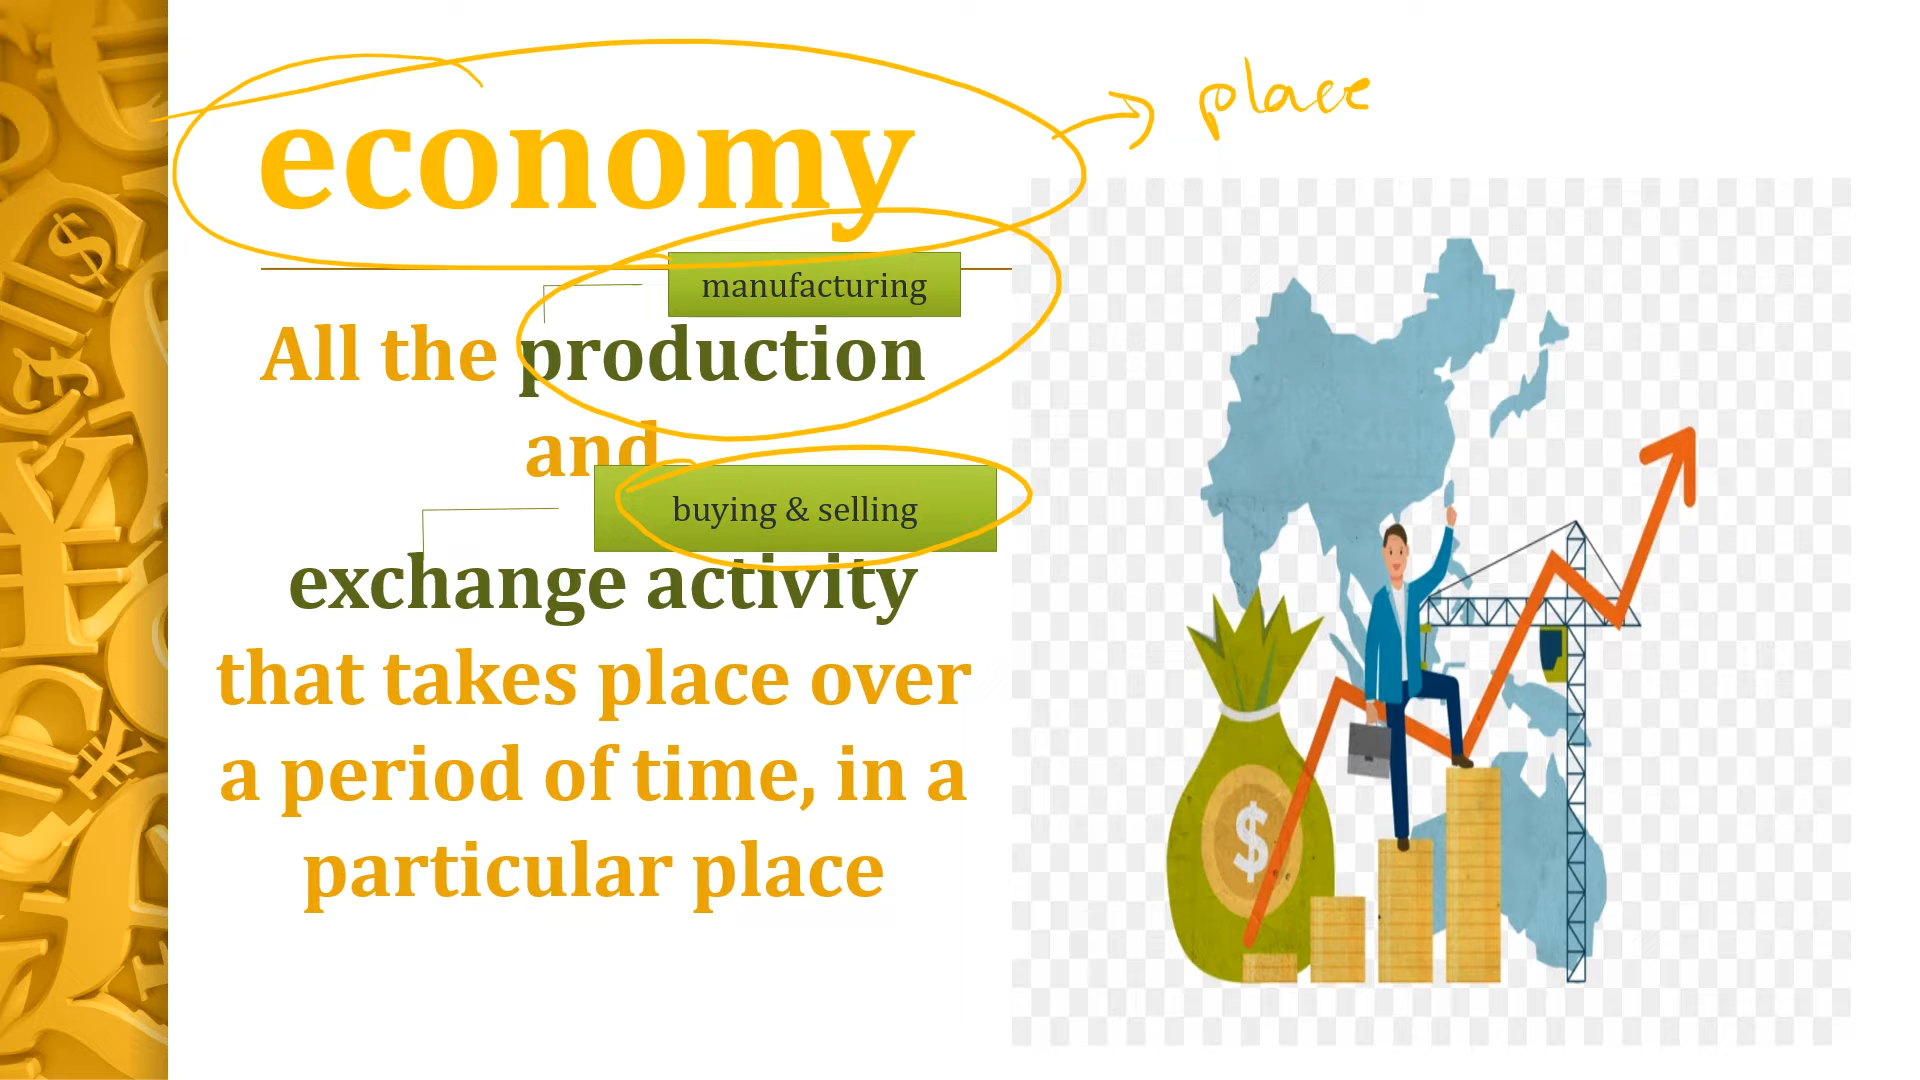 place
economy
manufacturing
All the production
and
buying & selling
exchange activity
that takes place over
a period of time, in a
particular place
$